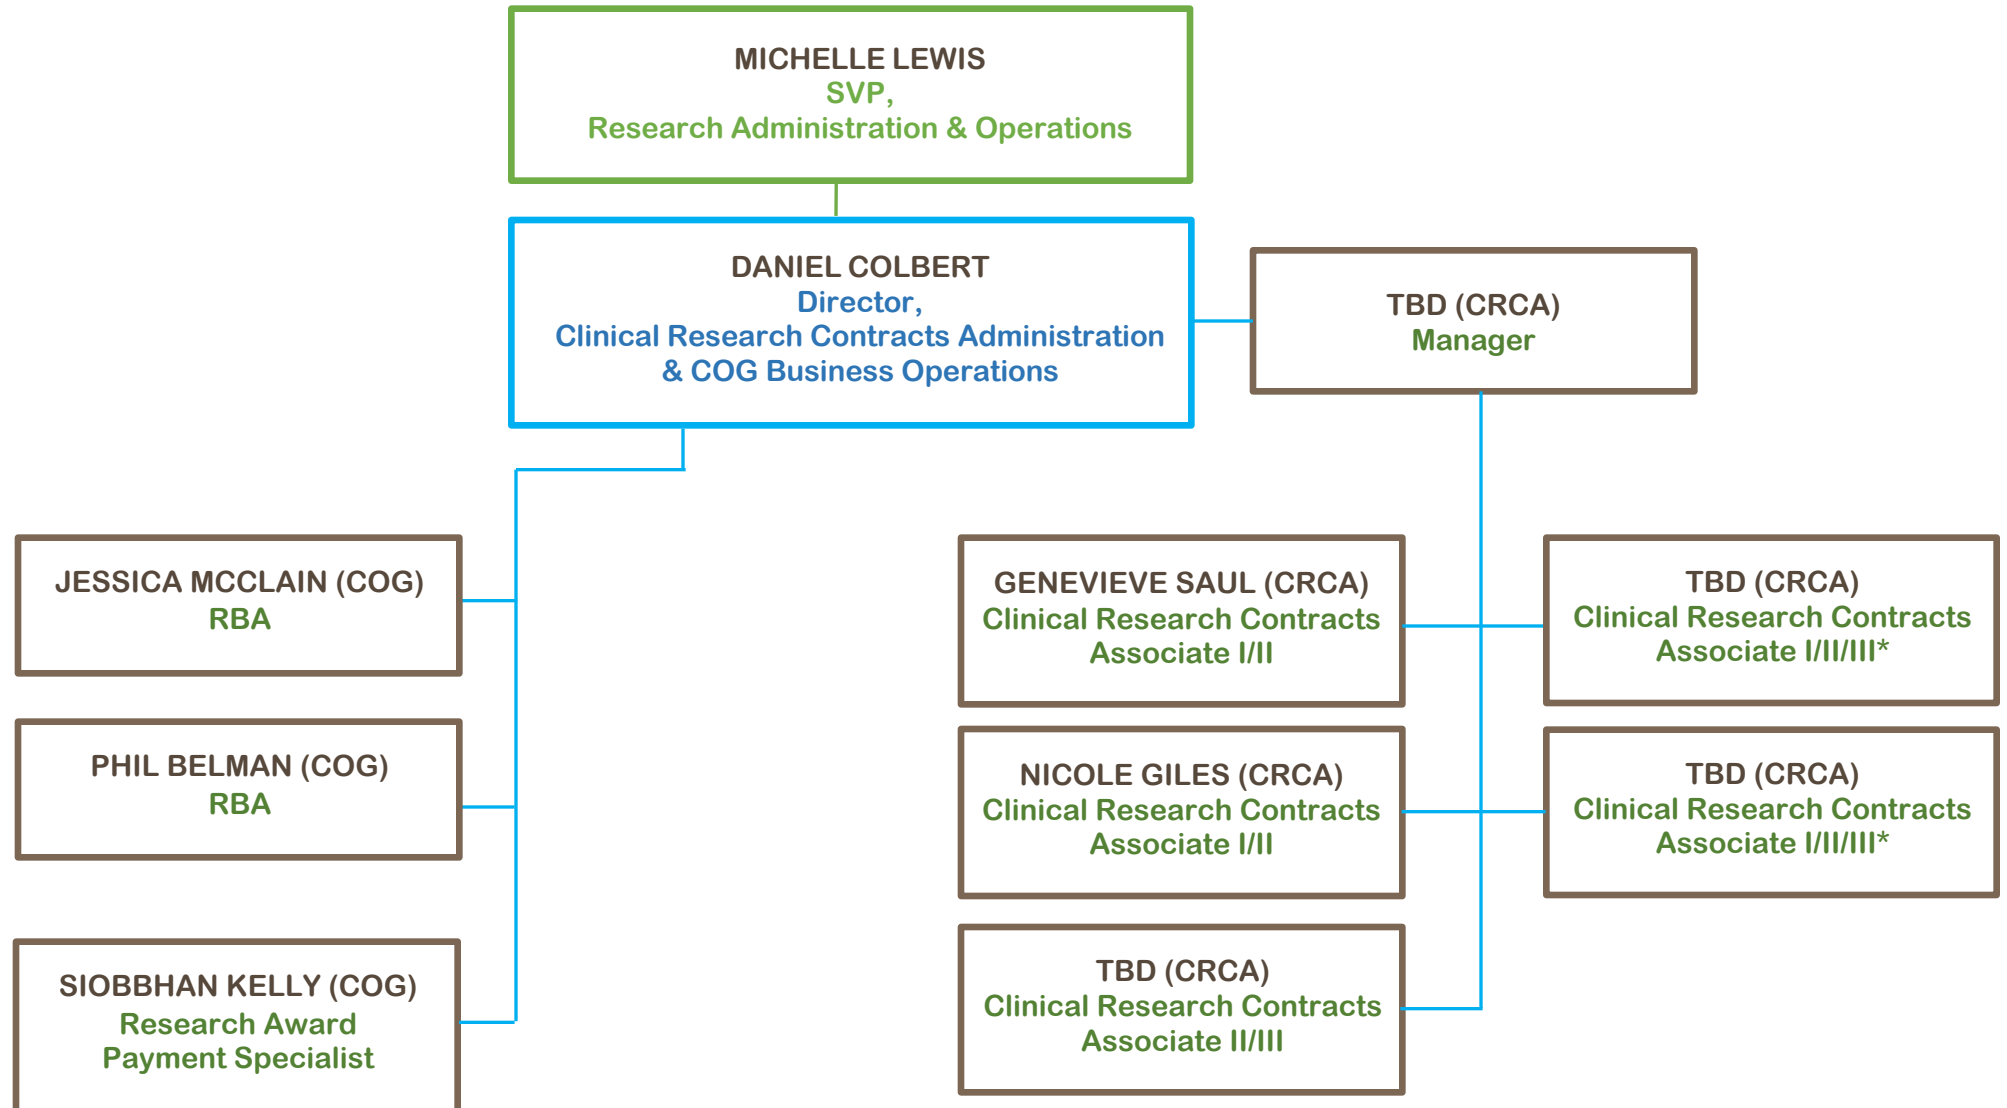 MICHELLE LEWIS
SVP,
Research Administration & Operations
DANIEL COLBERT
Director,
Clinical Research Contracts Administration
& COG Business Operations
TBD (CRCA)
Manager
JESSICA MCCLAIN (COG)
RBA
PHIL BELMAN (COG)
RBA
SIOBBHAN KELLY (COG)
Research Award
Payment Specialist
GENEVIEVE SAUL (CRCA)
Clinical Research Contracts
Associate I/II
TBD (CRCA)
Clinical Research Contracts
Associate I/II/III*
NICOLE GILES (CRCA)
Clinical Research Contracts
Associate I/II
TBD (CRCA)
Clinical Research Contracts
Associate I/II/III*
TBD (CRCA)
Clinical Research Contracts
Associate II/III